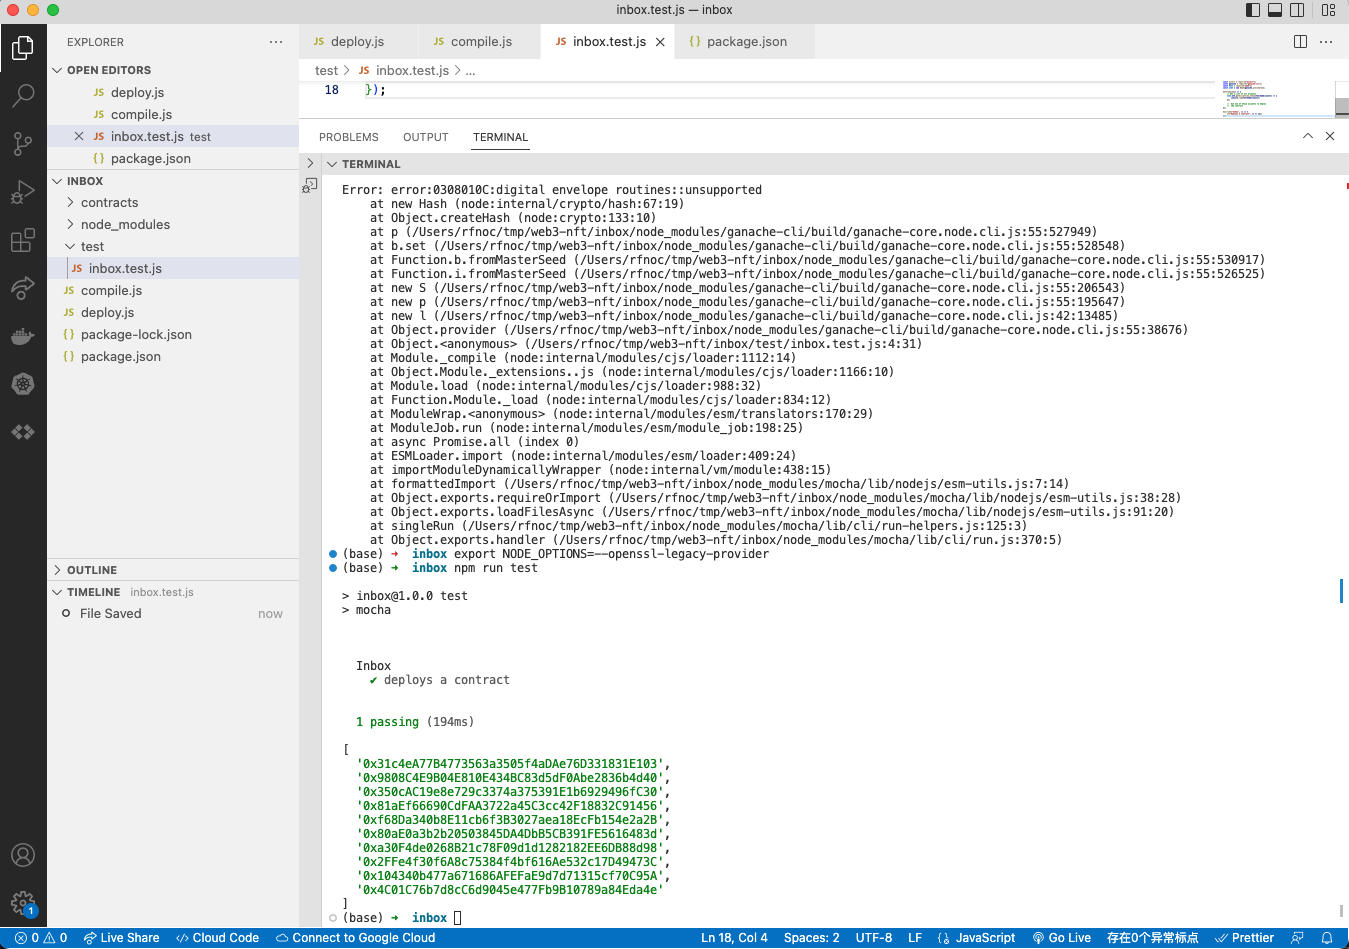 inbox.test.js — inbox
EXPLORER
OPEN EDITORS
JS deploy.js
JS compile.js
JS inbox.test.js test
{} package.json
INBOX
contracts
node_modules
test
JS inbox.test.js
JS compile.js
JS deploy.js
{} package-lock.json
{} package.json
OUTLINE
TIMELINE inbox.test.js
File Saved now
1
JS deploy.js
JS compile.js
JS inbox.test.js
{} package.json
test > JS inbox.test.js > ...
18 });
PROBLEMS OUTPUT TERMINAL
TERMINAL
Error: error:0308010C:digital envelope routines::unsupported
at new Hash (node:internal/crypto/hash:67:19)
at Object.createHash (node:crypto:133:10)
at p (/Users/rfnoc/tmp/web3-nft/inbox/node_modules/ganache-cli/build/ganache-core.node.cli.js:55:527949)
at b.set (/Users/rfnoc/tmp/web3-nft/inbox/node_modules/ganache-cli/build/ganache-core.node.cli.js:55:528548)
at Function.b.fromMasterSeed (/Users/rfnoc/tmp/web3-nft/inbox/node_modules/ganache-cli/build/ganache-core.node.cli.js:55:530917)
at Function.i.fromMasterSeed (/Users/rfnoc/tmp/web3-nft/inbox/node_modules/ganache-cli/build/ganache-core.node.cli.js:55:526525)
at new S (/Users/rfnoc/tmp/web3-nft/inbox/node_modules/ganache-cli/build/ganache-core.node.cli.js:55:206543)
at new p (/Users/rfnoc/tmp/web3-nft/inbox/node_modules/ganache-cli/build/ganache-core.node.cli.js:55:195647)
at new l (/Users/rfnoc/tmp/web3-nft/inbox/node_modules/ganache-cli/build/ganache-core.node.cli.js:42:13485)
at Object.provider (/Users/rfnoc/tmp/web3-nft/inbox/node_modules/ganache-cli/build/ganache-core.node.cli.js:55:38676)
at Object.<anonymous> (/Users/rfnoc/tmp/web3-nft/inbox/test/inbox.test.js:4:31)
at Module._compile (node:internal/modules/cjs/loader:1112:14)
at Object.Module._extensions..js (node:internal/modules/cjs/loader:1166:10)
at Module.load (node:internal/modules/cjs/loader:988:32)
at Function.Module._load (node:internal/modules/cjs/loader:834:12)
at ModuleWrap.<anonymous> (node:internal/modules/esm/translators:170:29)
at ModuleJob.run (node:internal/modules/esm/module_job:198:25)
at async Promise.all (index 0)
at ESMLoader.import (node:internal/modules/esm/loader:409:24)
at importModuleDynamicallyWrapper (node:internal/vm/module:438:15)
at formattedImport (/Users/rfnoc/tmp/web3-nft/inbox/node_modules/mocha/lib/nodejs/esm-utils.js:7:14)
at Object.exports.requireOrImport (/Users/rfnoc/tmp/web3-nft/inbox/node_modules/mocha/lib/nodejs/esm-utils.js:38:28)
at Object.exports.loadFilesAsync (/Users/rfnoc/tmp/web3-nft/inbox/node_modules/mocha/lib/nodejs/esm-utils.js:91:20)
at singleRun (/Users/rfnoc/tmp/web3-nft/inbox/node_modules/mocha/lib/cli/run-helpers.js:125:3)
at Object.exports.handler (/Users/rfnoc/tmp/web3-nft/inbox/node_modules/mocha/lib/cli/run.js:370:5)
(base) → inbox export NODE_OPTIONS=--openssl-legacy-provider
(base) → inbox npm run test
> inbox@1.0.0 test
> mocha
Inbox
✔ deploys a contract
1 passing (194ms)
[
'0x31c4eA77B4773563a3505f4aDAe76D331831E103',
'0x9808C4E9B04E810E434BC83d5dF0Abe2836b4d40',
'0x350cAC19e8e729c3374a375391E1b6929496fC30',
'0x81aEf66690CdFAA3722a45C3cc42F18832C91456',
'0xf68Da340b8E11cb6f3B3027aea18EcFb154e2a2B',
'0x80aE0a3b2b20503845DA4DbB5CB391FE5616483d',
'0xa30F4de0268B21c78F09d1d1282182EE6DB88d98',
'0x2FFe4f30f6A8c75384f4bf616Ae532c17D49473C',
'0x104340b477a671686AFEFaE9d7d71315cf70C95A',
'0x4C01C76b7d8cC6d9045e477Fb9B10789a84Eda4e'
]
(base) → inbox
0 0 Live Share Cloud Code Connect to Google Cloud Ln 18, Col 4 Spaces: 2 UTF-8 LF {} JavaScript Go Live 存在0个异常标点 Prettier